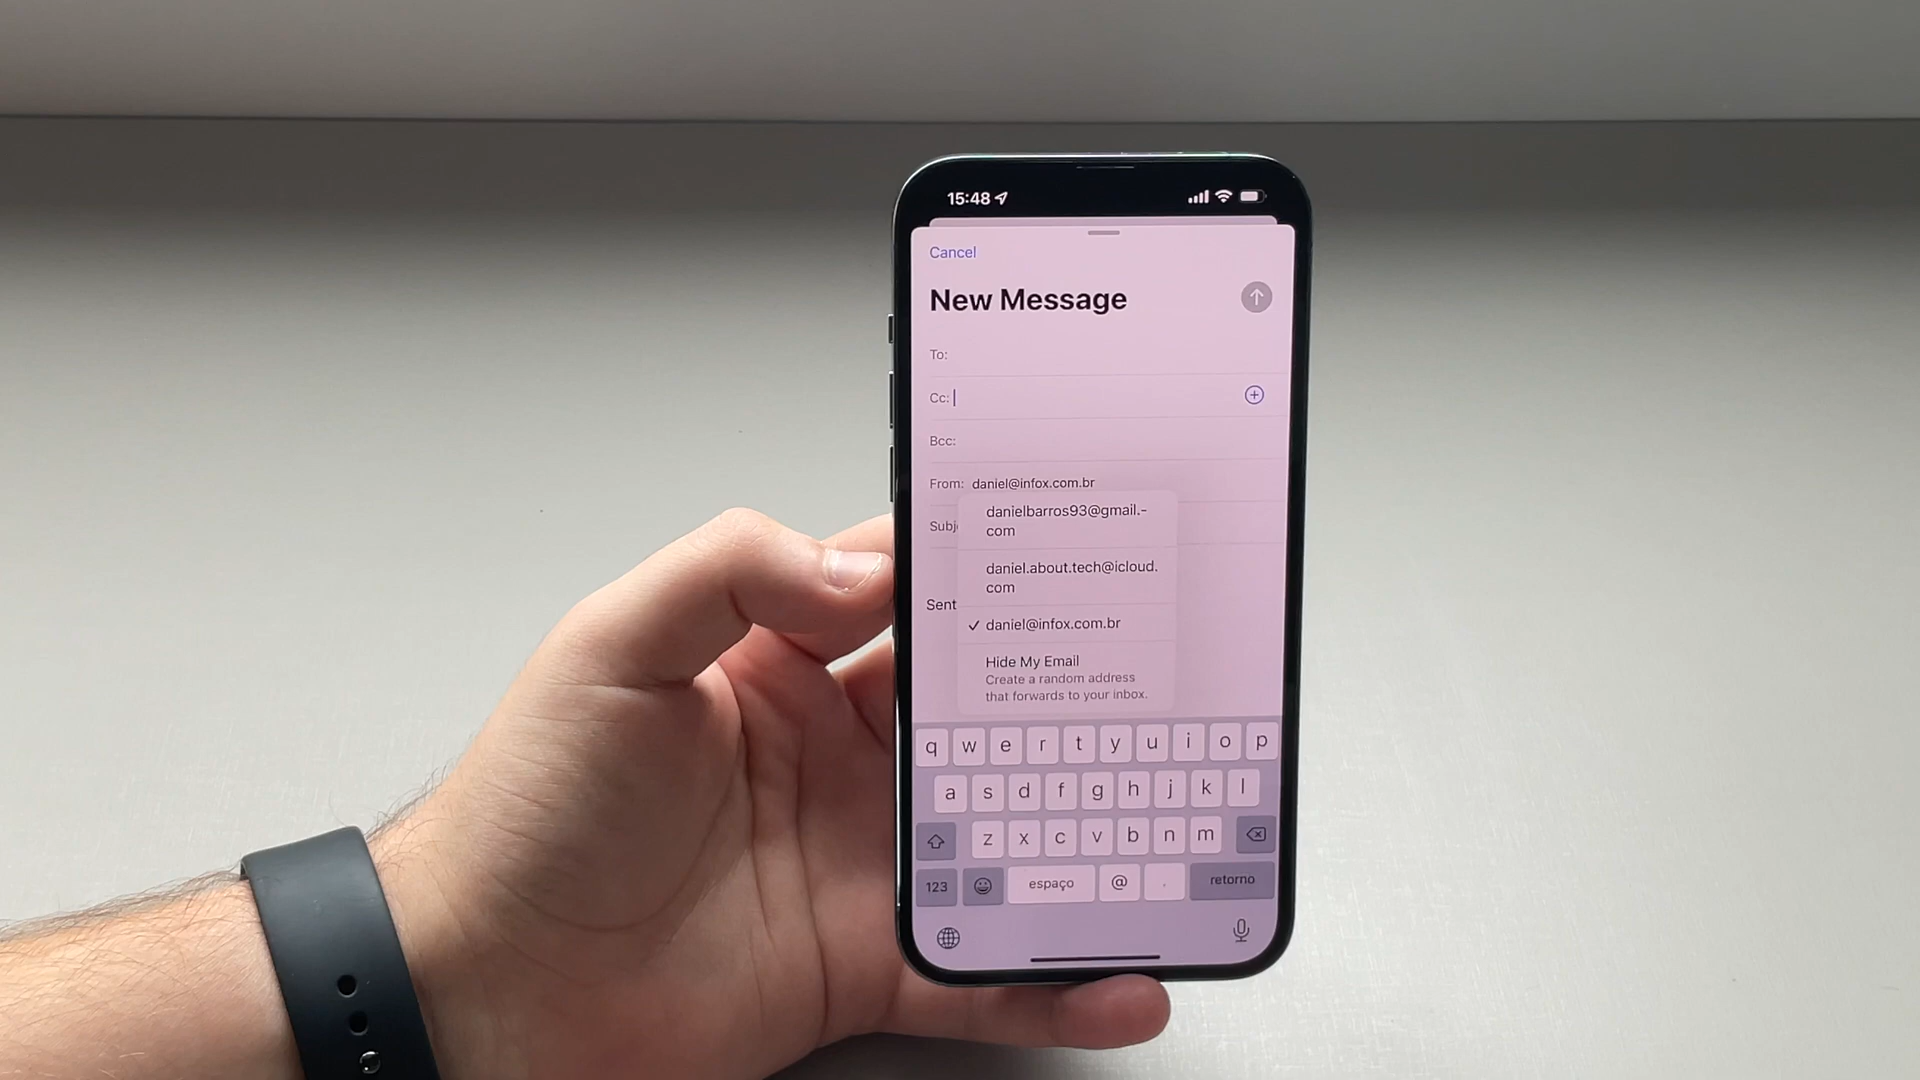 15:48
Cancel
New Message
To:
Cc:
Bcc:
From: daniel@infox.com.br
danielbarros93@gmail.-
com
Subj
daniel.about.tech@icloud.
com
Sent
✓ daniel@infox.com.br
Hide My Email
Create a random address
that forwards to your inbox.
q w e r t y u i o p
a s d f g h j k l
z x c v b n m
123 espaço @ . retorno